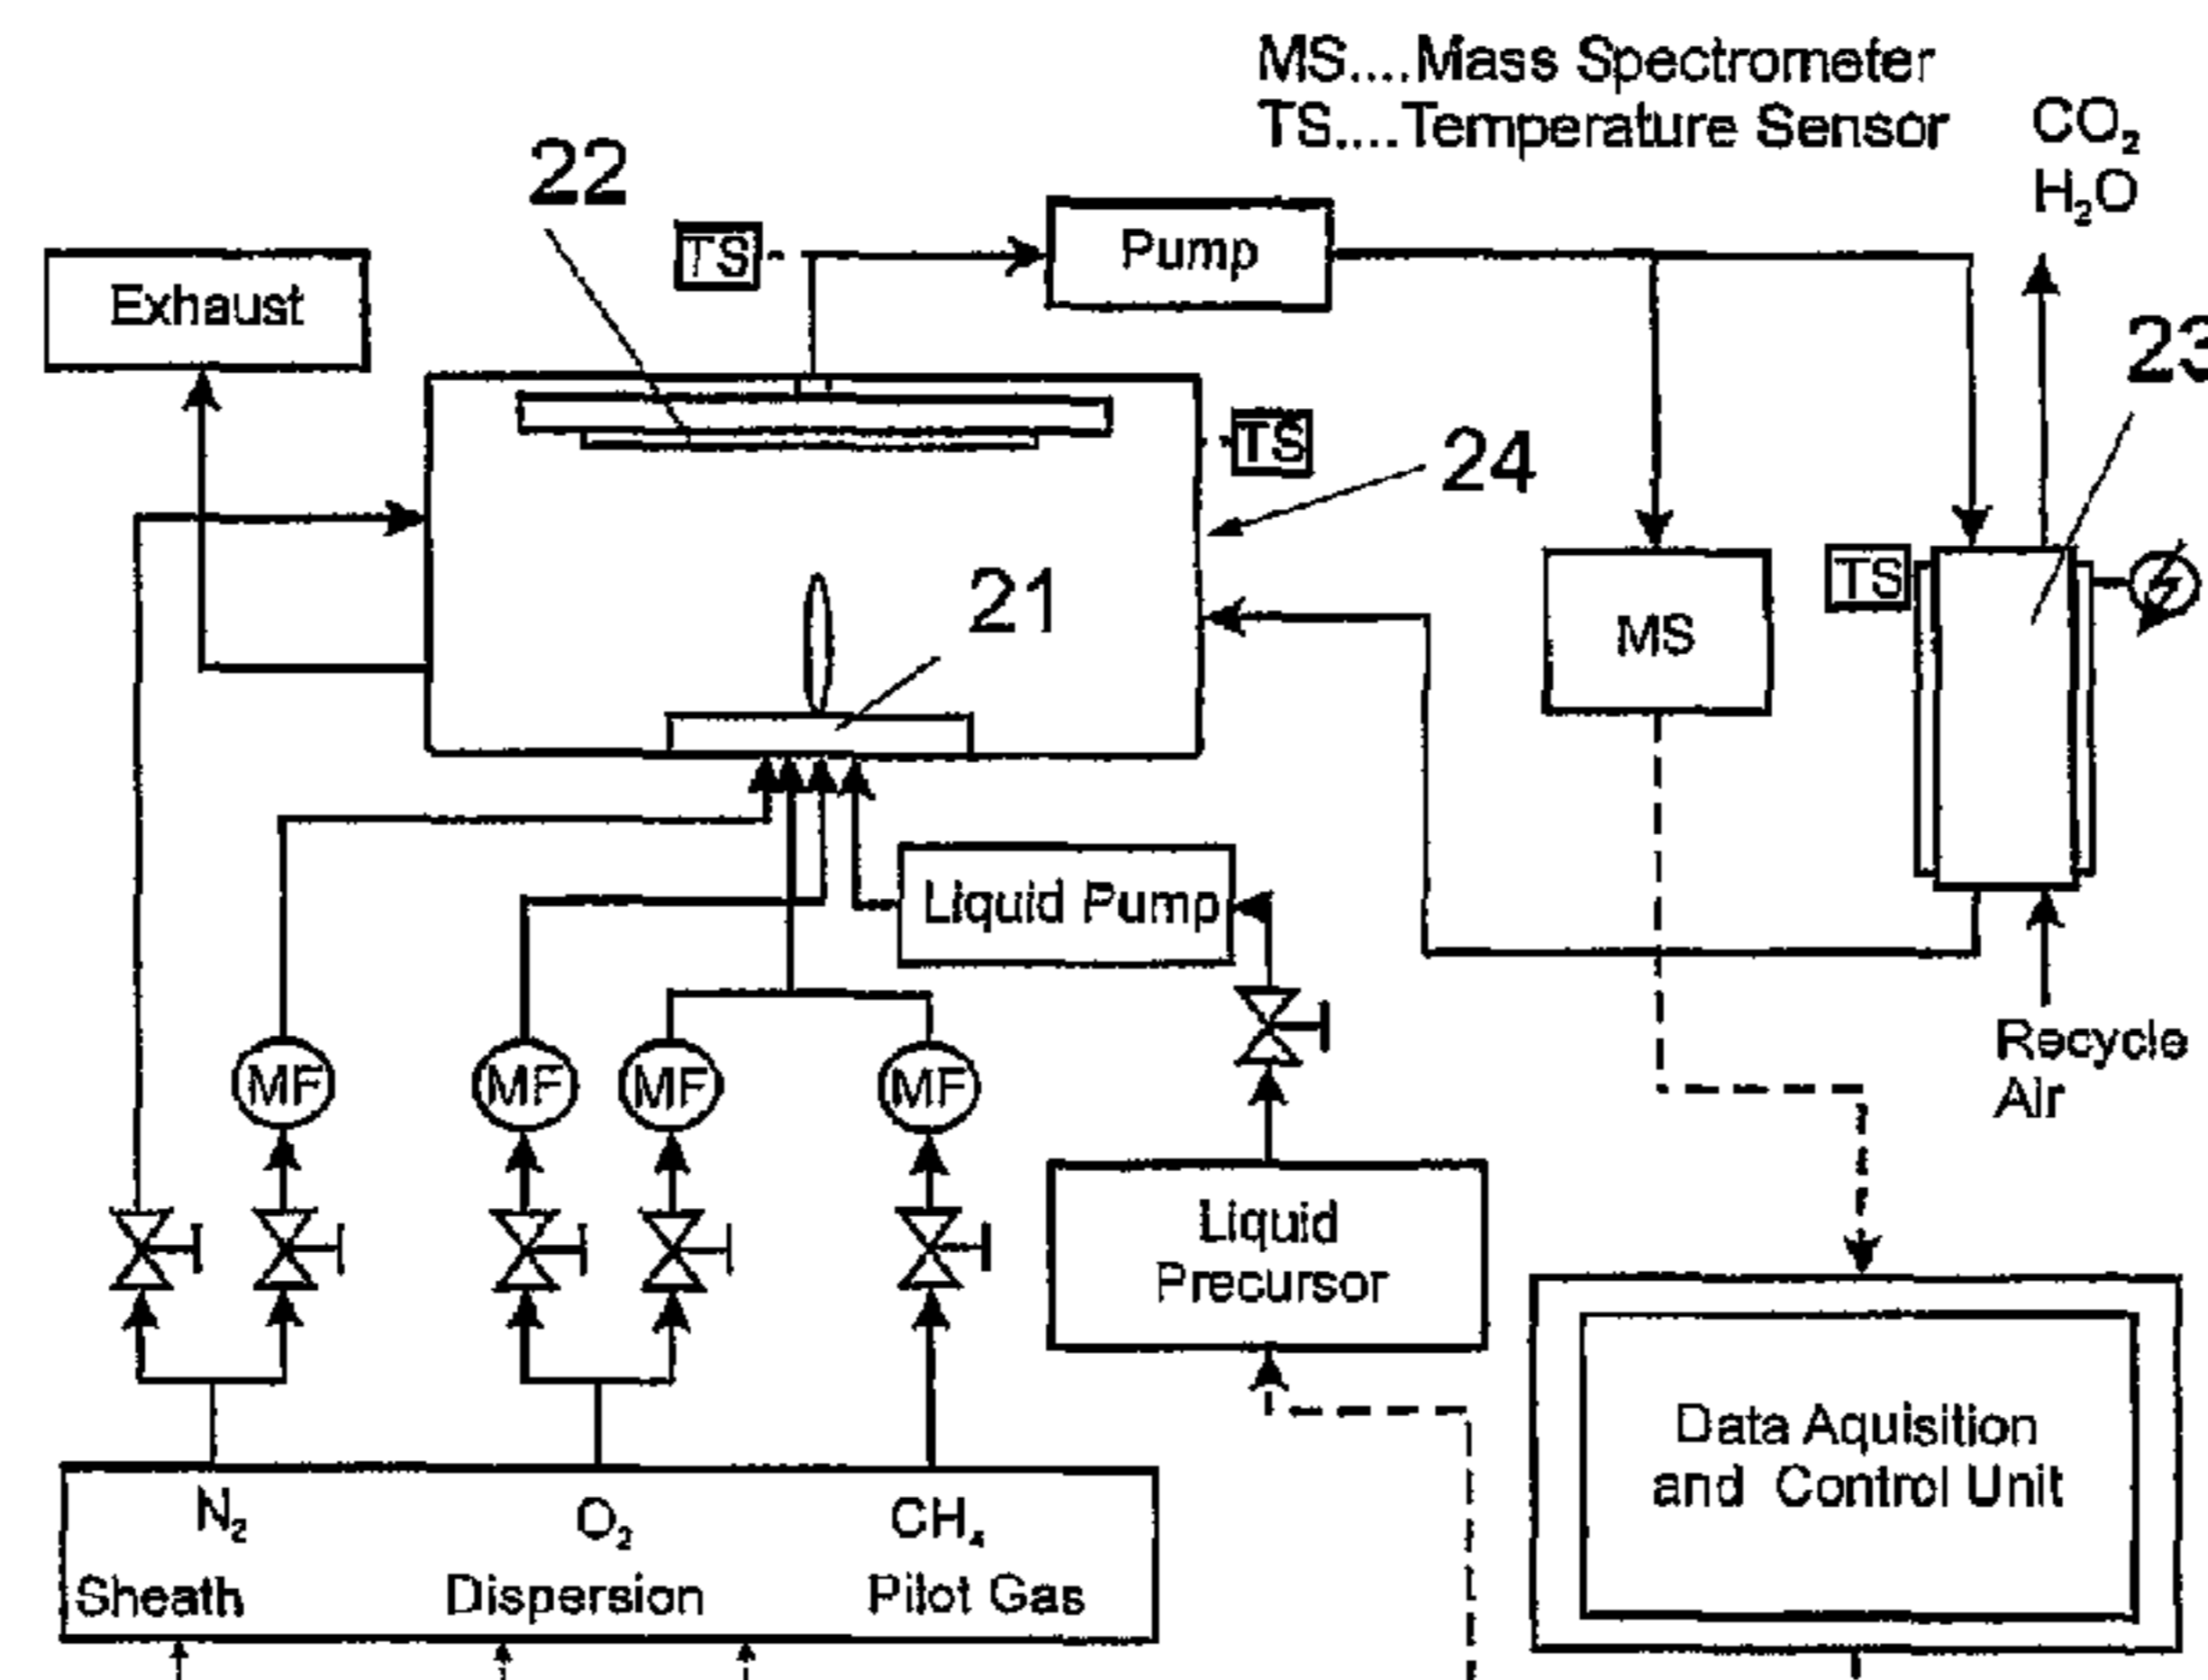 MS....Mass Spectrometer
TS....Temperature Sensor
CO₂
H₂O
22
TS
Pump
Exhaust
23
TS
24
TS
MS
21
Liquid Pump
Recycle
Air
MF
MF
MF
MF
Liquid
Precursor
Data Aquisition
and Control Unit
N₂
O₂
CH₄
Sheath
Dispersion
Pilot Gas